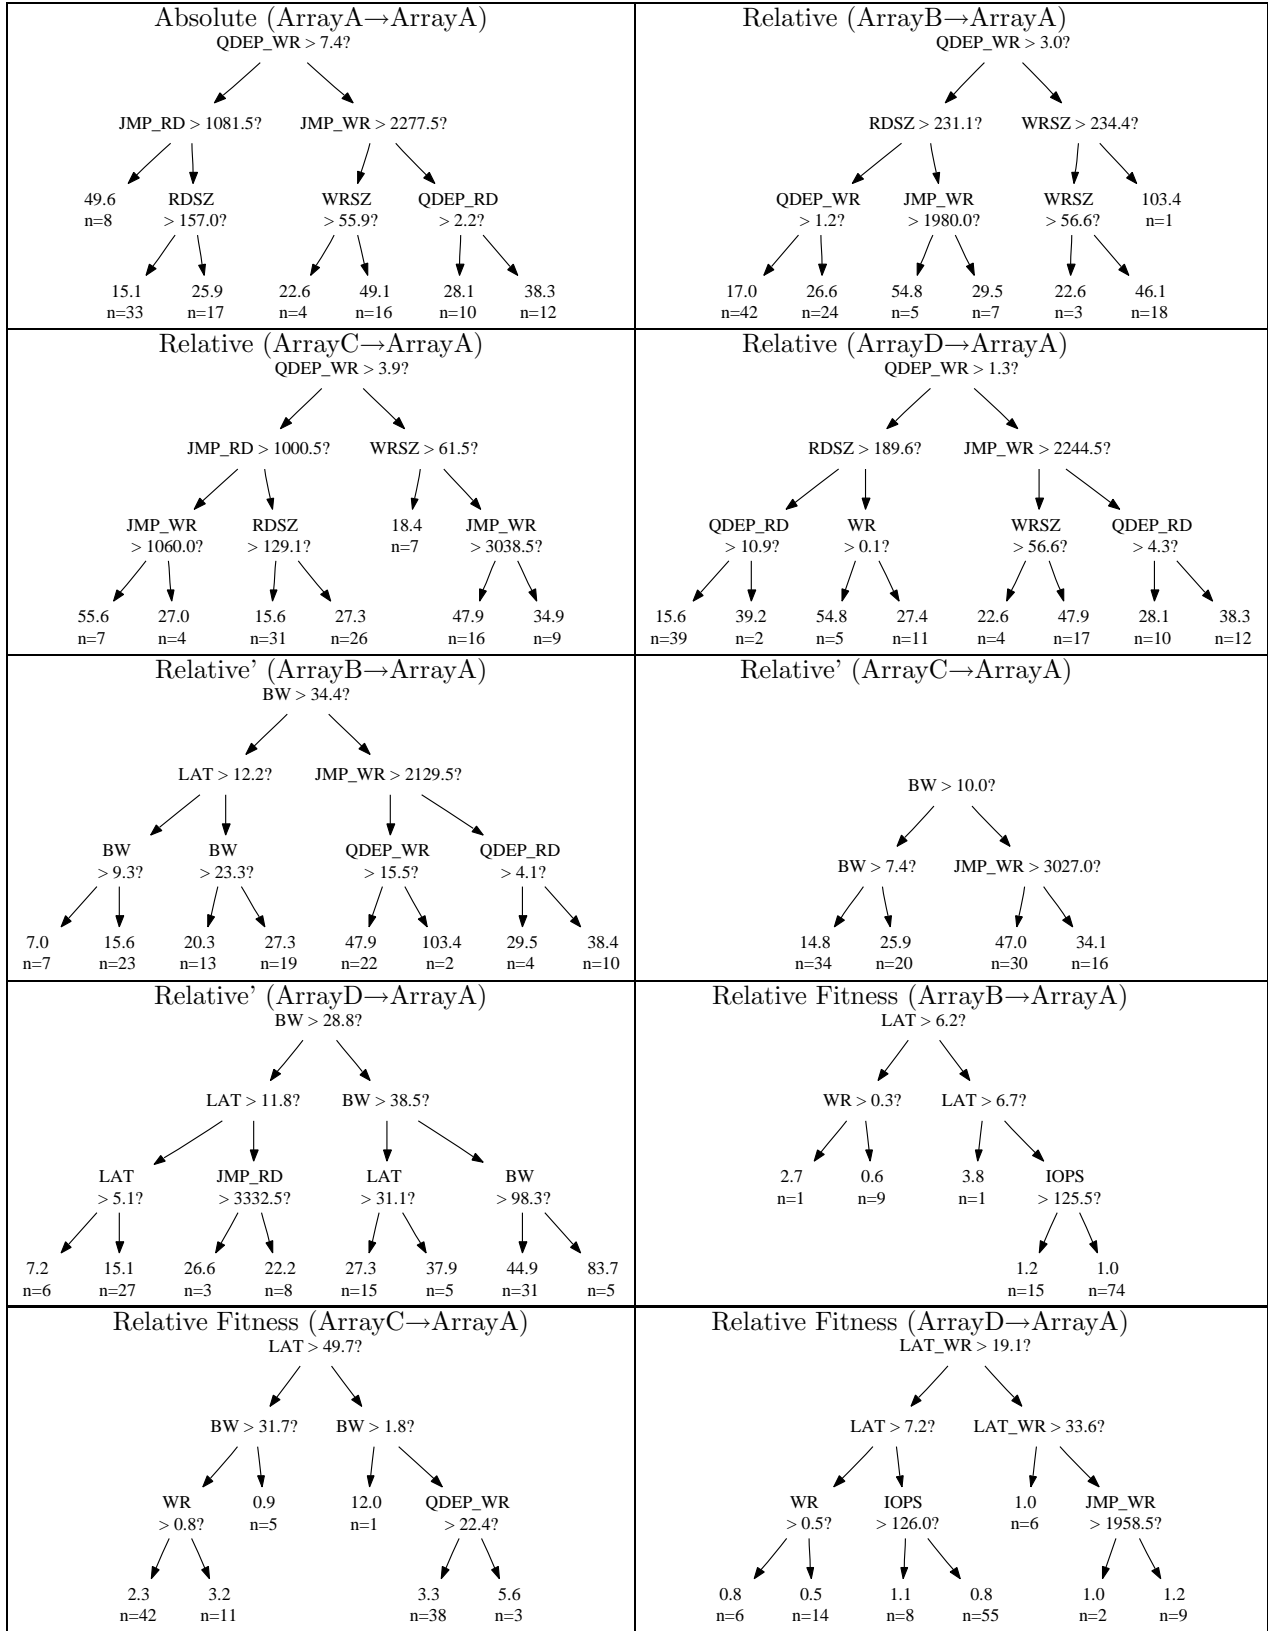 Absolute (ArrayA→ArrayA)
QDEP_WR > 7.4?
JMP_RD > 1081.5? JMP_WR > 2277.5?
49.6 RDSZ WRSZ QDEP_RD
n=8 > 157.0? > 55.9? > 2.2?
15.1 25.9 22.6 49.1 28.1 38.3
n=33 n=17 n=4 n=16 n=10 n=12
Relative (ArrayB→ArrayA)
QDEP_WR > 3.0?
RDSZ > 231.1? WRSZ > 234.4?
QDEP_WR JMP_WR WRSZ 103.4
> 1.2? > 1980.0? > 56.6? n=1
17.0 26.6 54.8 29.5 22.6 46.1
n=42 n=24 n=5 n=7 n=3 n=18
Relative (ArrayC→ArrayA)
QDEP_WR > 3.9?
JMP_RD > 1000.5? WRSZ > 61.5?
JMP_WR RDSZ 18.4 JMP_WR
> 1060.0? > 129.1? n=7 > 3038.5?
55.6 27.0 15.6 27.3 47.9 34.9
n=7 n=4 n=31 n=26 n=16 n=9
Relative (ArrayD→ArrayA)
QDEP_WR > 1.3?
RDSZ > 189.6? JMP_WR > 2244.5?
QDEP_RD WR WRSZ QDEP_RD
> 10.9? > 0.1? > 56.6? > 4.3?
15.6 39.2 54.8 27.4 22.6 47.9 28.1 38.3
n=39 n=2 n=5 n=11 n=4 n=17 n=10 n=12
Relative' (ArrayB→ArrayA)
BW > 34.4?
LAT > 12.2? JMP_WR > 2129.5?
BW BW QDEP_WR QDEP_RD
> 9.3? > 23.3? > 15.5? > 4.1?
7.0 15.6 20.3 27.3 47.9 103.4 29.5 38.4
n=7 n=23 n=13 n=19 n=22 n=2 n=4 n=10
Relative' (ArrayC→ArrayA)
BW > 10.0?
BW > 7.4? JMP_WR > 3027.0?
14.8 25.9 47.0 34.1
n=34 n=20 n=30 n=16
Relative' (ArrayD→ArrayA)
BW > 28.8?
LAT > 11.8? BW > 38.5?
LAT JMP_RD LAT BW
> 5.1? > 3332.5? > 31.1? > 98.3?
7.2 15.1 26.6 22.2 27.3 37.9 44.9 83.7
n=6 n=27 n=3 n=8 n=15 n=5 n=31 n=5
Relative Fitness (ArrayB→ArrayA)
LAT > 6.2?
WR > 0.3? LAT > 6.7?
2.7 0.6 3.8 IOPS
n=1 n=9 n=1 > 125.5?
1.2 1.0
n=15 n=74
Relative Fitness (ArrayC→ArrayA)
LAT > 49.7?
BW > 31.7? BW > 1.8?
WR 0.9 12.0 QDEP_WR
> 0.8? n=5 n=1 > 22.4?
2.3 3.2 3.3 5.6
n=42 n=11 n=38 n=3
Relative Fitness (ArrayD→ArrayA)
LAT_WR > 19.1?
LAT > 7.2? LAT_WR > 33.6?
WR IOPS 1.0 JMP_WR
> 0.5? > 126.0? n=6 > 1958.5?
0.8 0.5 1.1 0.8 1.0 1.2
n=6 n=14 n=8 n=55 n=2 n=9